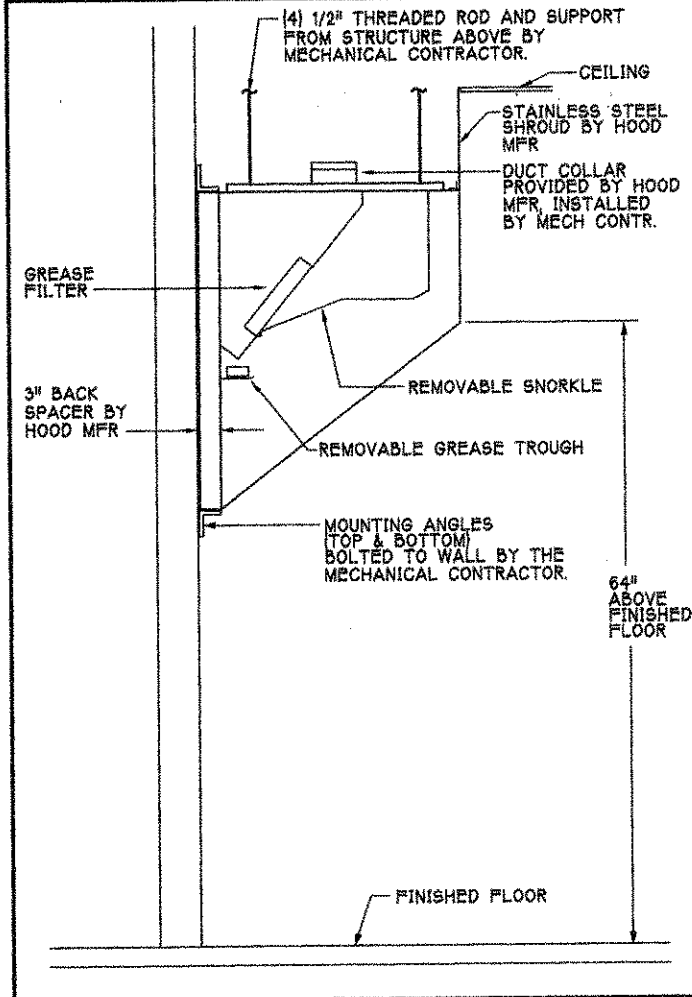 (4) 1/2" THREADED ROD AND SUPPORT
FROM STRUCTURE ABOVE BY
MECHANICAL CONTRACTOR.
CEILING
STAINLESS STEEL
SHROUD BY HOOD
MFR
DUCT COLLAR
PROVIDED BY HOOD
MFR, INSTALLED
BY MECH CONTR.
GREASE
FILTER
REMOVABLE SNORKLE
3" BACK
SPACER BY
HOOD MFR
REMOVABLE GREASE TROUGH
MOUNTING ANGLES
(TOP & BOTTOM)
BOLTED TO WALL BY THE
MECHANICAL CONTRACTOR.
64"
ABOVE
FINISHED
FLOOR
FINISHED FLOOR